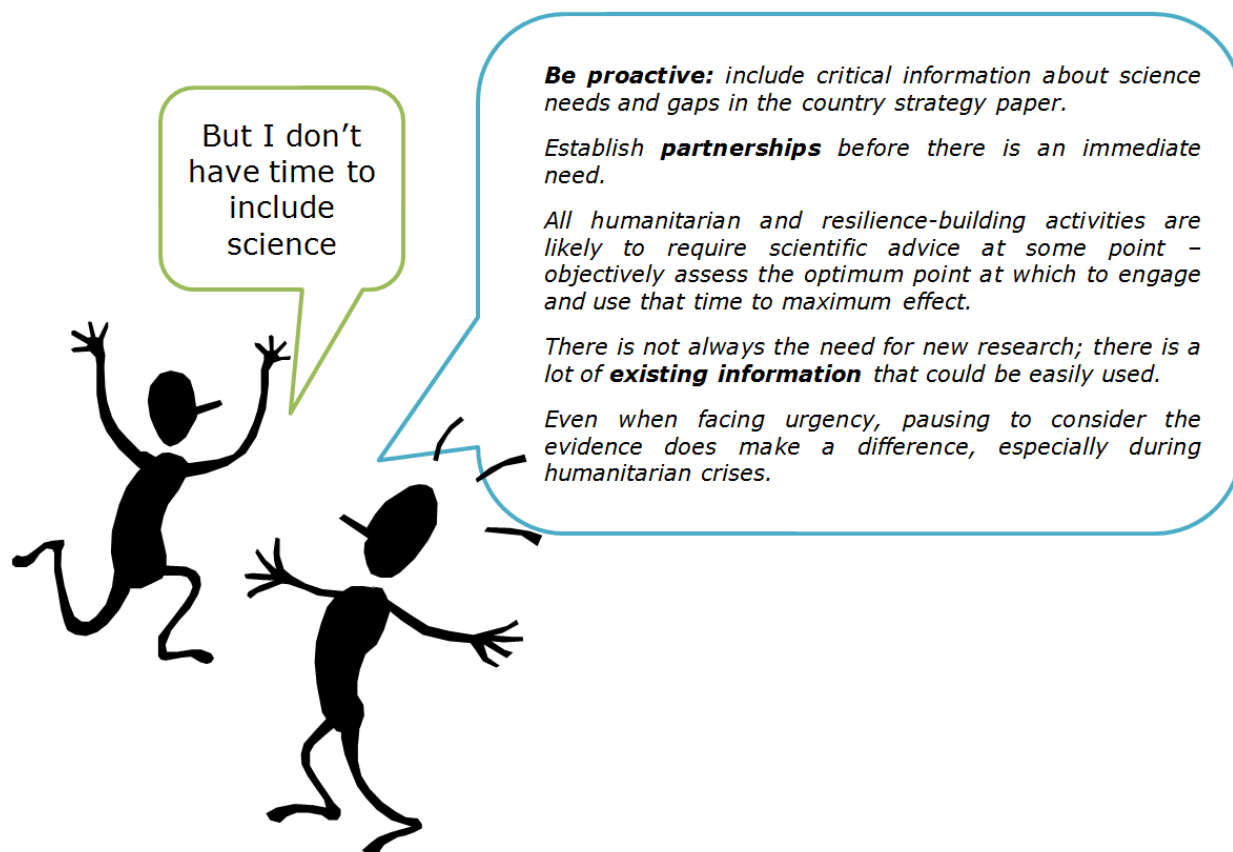 But I don’t
have time to
include
science
Be proactive: include critical information about science
needs and gaps in the country strategy paper.
Establish partnerships before there is an immediate
need.
All humanitarian and resilience-building activities are
likely to require scientific advice at some point –
objectively assess the optimum point at which to engage
and use that time to maximum effect.
There is not always the need for new research; there is a
lot of existing information that could be easily used.
Even when facing urgency, pausing to consider the
evidence does make a difference, especially during
humanitarian crises.